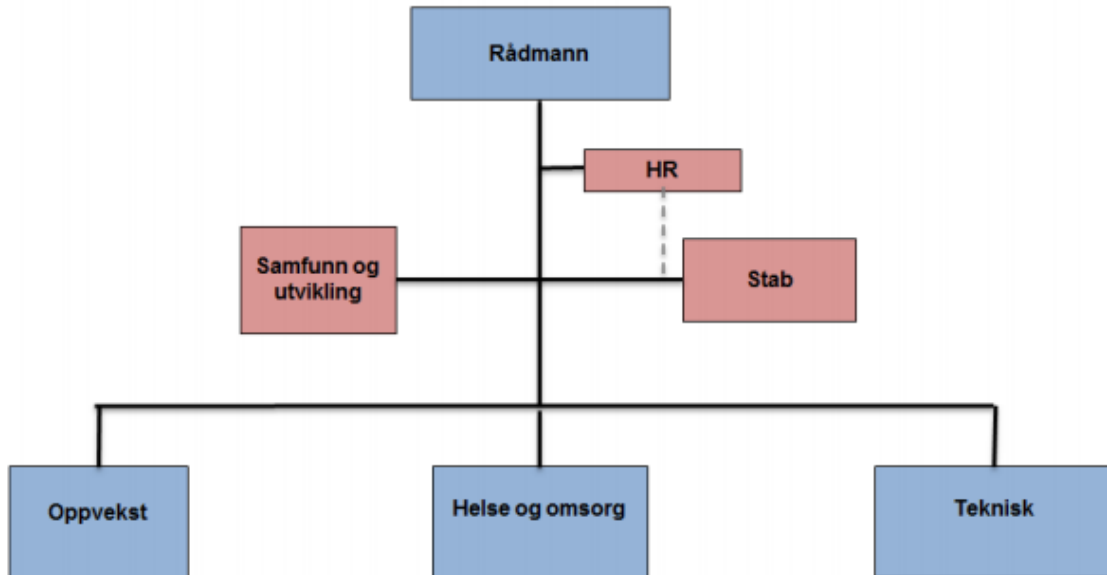 Rådmann
HR
Samfunn og
utvikling
Stab
Oppvekst
Helse og omsorg
Teknisk